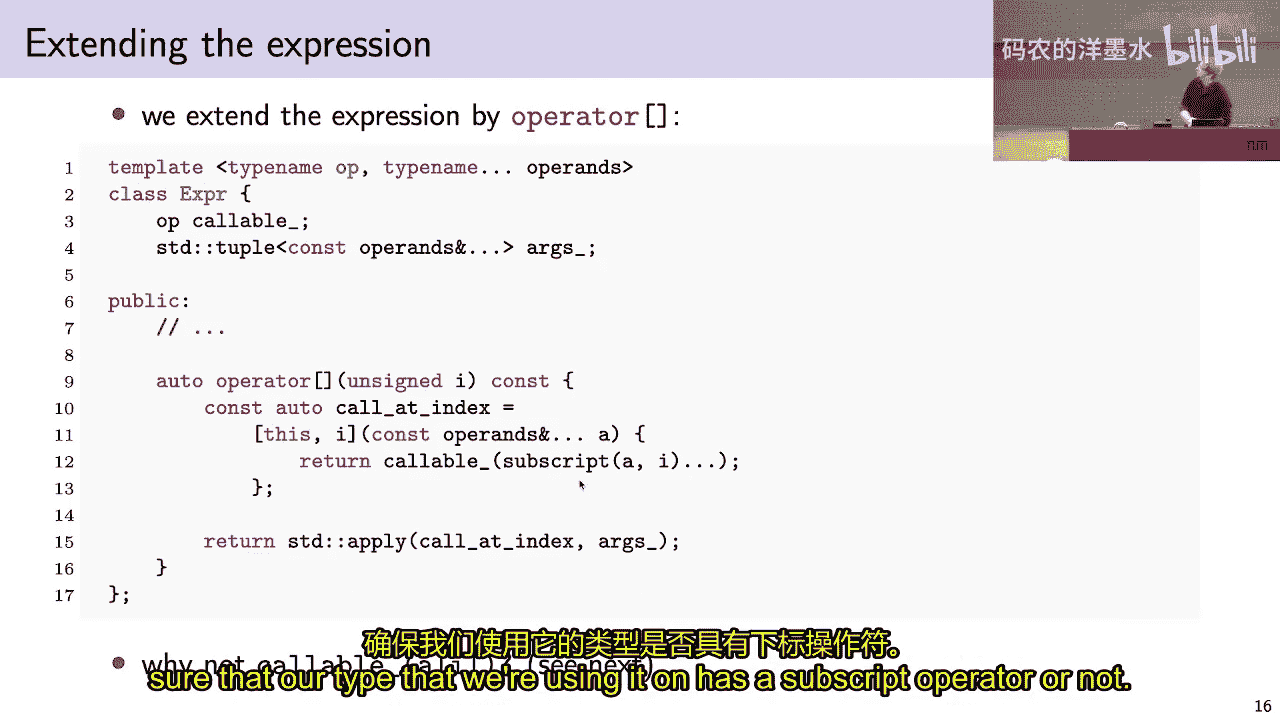 Extending the expression
码农的洋墨水 bilibili
nm
• we extend the expression by operator[]:
1 template <typename op, typename... operands>
2 class Expr {
3 op callable_;
4 std::tuple<const operands&...> args_;
5
6 public:
7 // ...
8
9 auto operator[](unsigned i) const {
10 const auto call_at_index =
11 [this, i](const operands&... a) {
12 return callable_(subscript(a, i)...);
13 };
14
15 return std::apply(call_at_index, args_);
16 }
17 };
确保我们使用它的类型是否具有下标操作符。
• why not (see next)
sure that our type that we're using it on has a subscript operator or not.
16